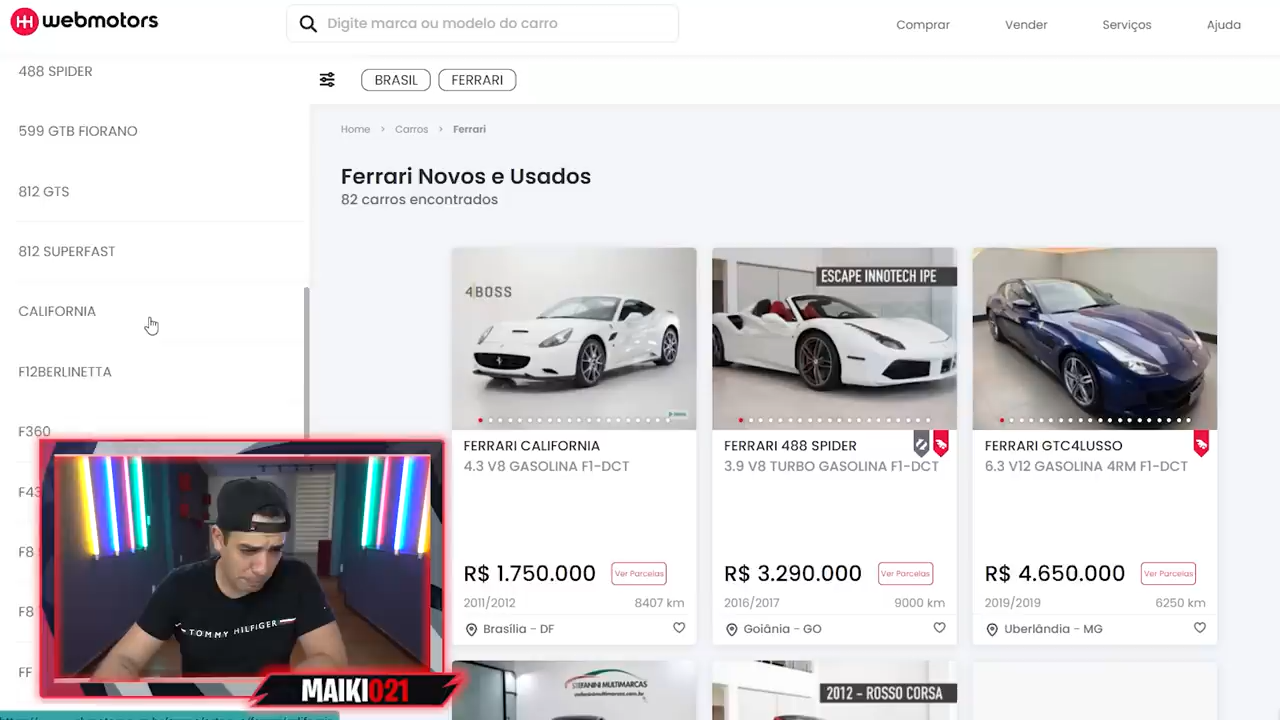 webmotors
Digite marca ou modelo do carro
Comprar
Vender
Serviços
Ajuda
488 SPIDER
599 GTB FIORANO
812 GTS
812 SUPERFAST
CALIFORNIA
F12BERLINETTA
F360
F43
F8
F8
FF
BRASIL
FERRARI
Home > Carros > Ferrari
Ferrari Novos e Usados
82 carros encontrados
4BOSS
FERRARI CALIFORNIA
4.3 V8 GASOLINA F1-DCT
R$ 1.750.000
Ver Parcelas
2011/2012
8407 km
Brasília - DF
ESCAPE INNOTECH IPE
FERRARI 488 SPIDER
3.9 V8 TURBO GASOLINA F1-DCT
R$ 3.290.000
Ver Parcelas
2016/2017
9000 km
Goiânia - GO
FERRARI GTC4LUSSO
6.3 V12 GASOLINA 4RM F1-DCT
R$ 4.650.000
Ver Parcelas
2019/2019
6250 km
Uberlândia - MG
STEFANINI MULTIMARCAS
2012 - ROSSO CORSA
TOMMY HILFIGER
MAIKI021